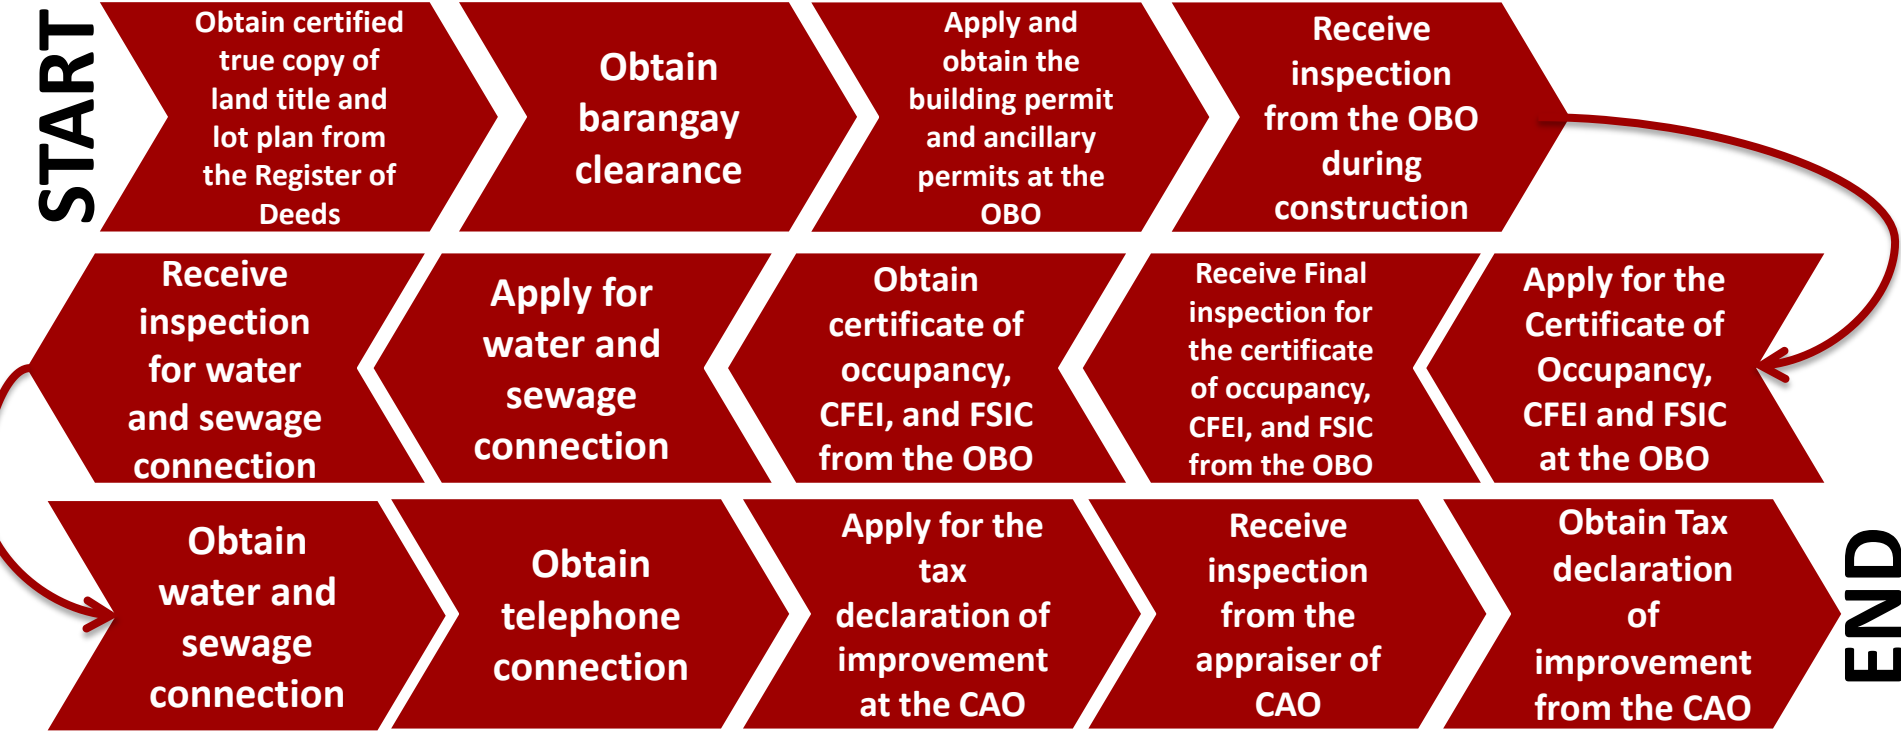 START
Obtain certified
true copy of
land title and
lot plan from
the Register of
Deeds
Obtain
barangay
clearance
Apply and
obtain the
building permit
and ancillary
permits at the
OBO
Receive
inspection
from the OBO
during
construction
Apply for the
Certificate of
Occupancy,
CFEI and FSIC
at the OBO
Receive Final
inspection for
the certificate
of occupancy,
CFEI, and FSIC
from the OBO
Obtain
certificate of
occupancy,
CFEI, and FSIC
from the OBO
Apply for
water and
sewage
connection
Receive
inspection
for water
and sewage
connection
Obtain
water and
sewage
connection
Obtain
telephone
connection
Apply for the
tax
declaration of
improvement
at the CAO
Receive
inspection
from the
appraiser of
CAO
Obtain Tax
declaration
of
improvement
from the CAO
END